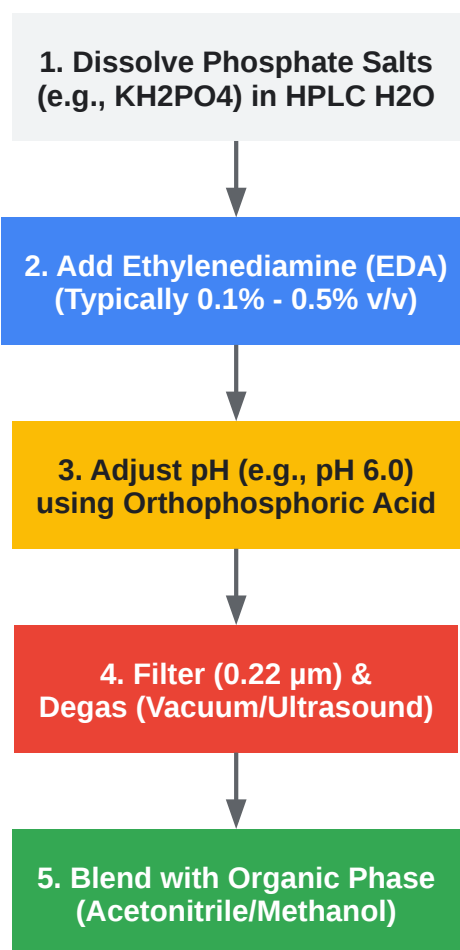 1. Dissolve Phosphate Salts
(e.g., KH2PO4) in HPLC H2O
2. Add Ethylenediamine (EDA)
(Typically 0.1% - 0.5% v/v)
3. Adjust pH (e.g., pH 6.0)
using Orthophosphoric Acid
4. Filter (0.22 µm) &
Degas (Vacuum/Ultrasound)
5. Blend with Organic Phase
(Acetonitrile/Methanol)